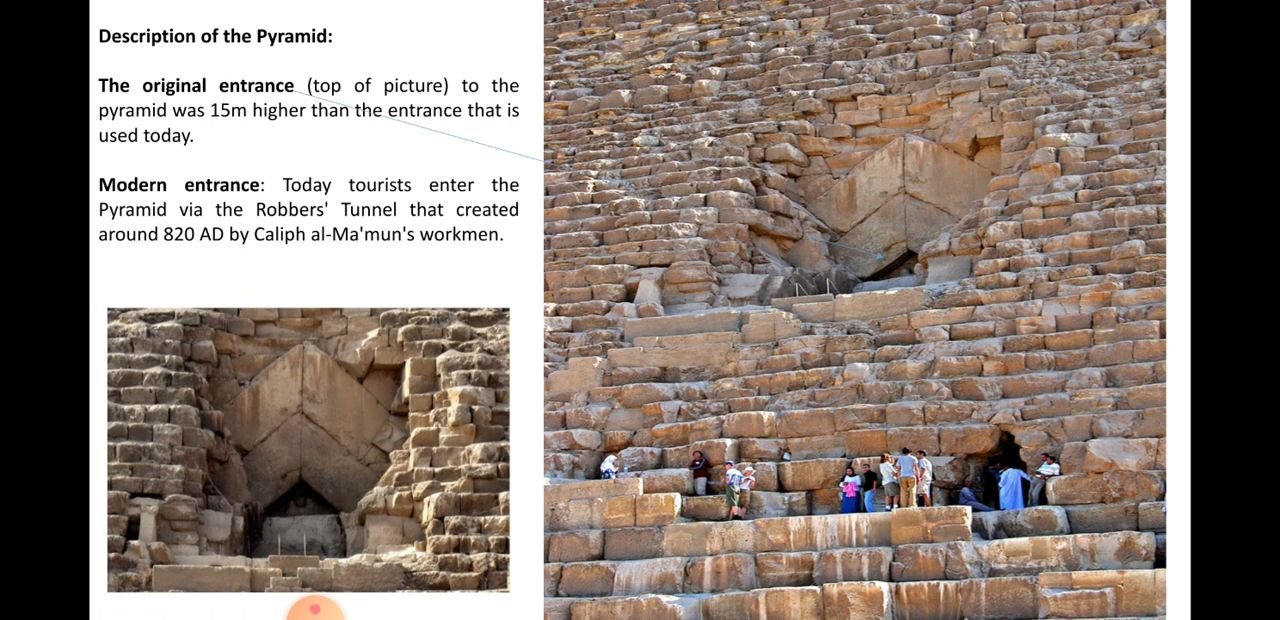 Description of the Pyramid:
The original entrance (top of picture) to the
pyramid was 15m higher than the entrance that is
used today.
Modern entrance: Today tourists enter the
Pyramid via the Robbers' Tunnel that created
around 820 AD by Caliph al-Ma'mun's workmen.